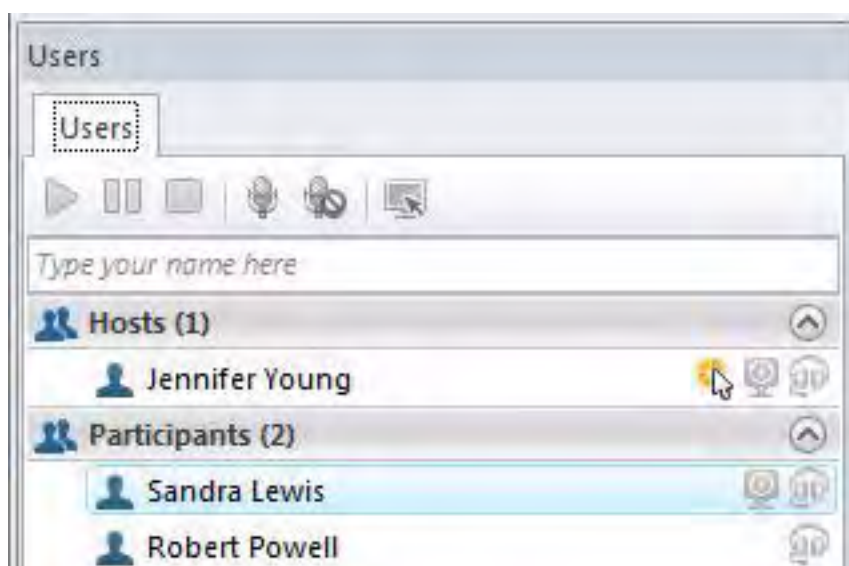 Users
Users
Type your name here
Hosts (1)
Jennifer Young
Participants (2)
Sandra Lewis
Robert Powell